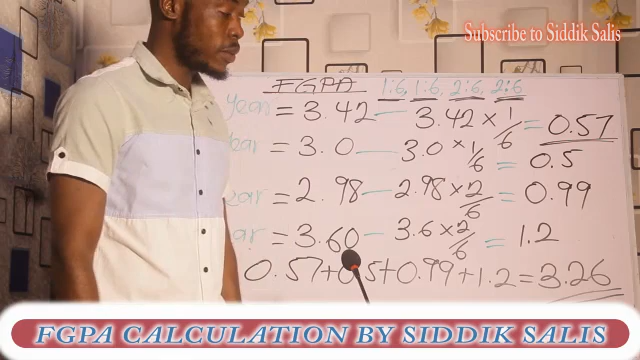 Subscribe to Siddik Salis
FGPA 1:6, 1:6, 2:6, 2:6
year = 3.42 — 3.42 × 1/6 = 0.57
= 3.0 — 3.0 × 1/6 = 0.5
= 2.98 — 2.98 × 2/6 = 0.99
= 3.60 — 3.6 × 2/6 = 1.2
0.57+0.5+0.99+1.2=3.26
FGPA CALCULATION BY SIDDIK SALIS